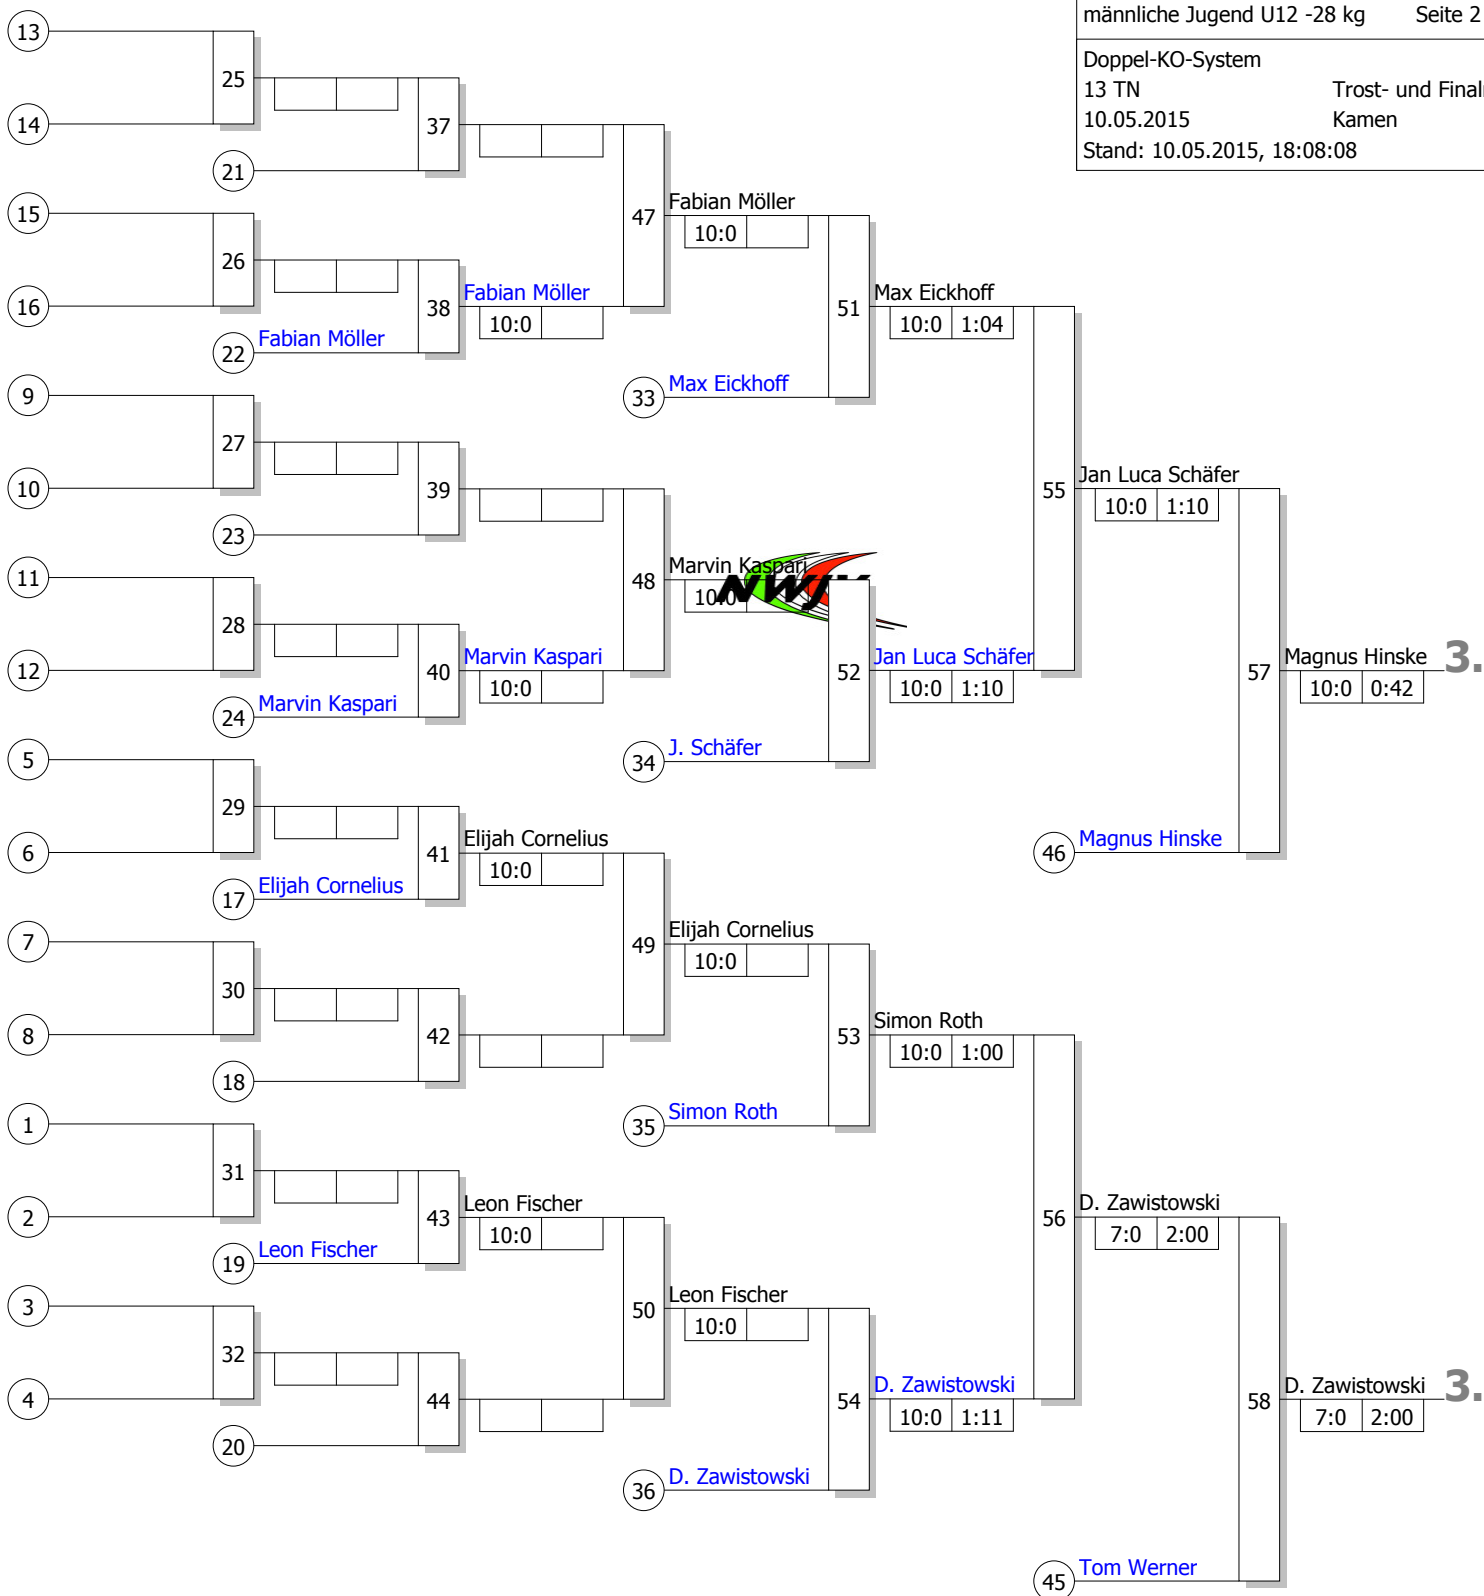 männliche Jugend U12 -28 kg Seite 2
Doppel-KO-System
13 TN Trost- und Final
10.05.2015 Kamen
Stand: 10.05.2015, 18:08:08
13
25
14
37
21
15
47
Fabian Möller
10:0
26
16
38
Fabian Möller
10:0
22
Fabian Möller
51
Max Eickhoff
10:0 1:04
33
Max Eickhoff
9
27
10
39
23
55
Jan Luca Schäfer
10:0 1:10
11
48
Marvin Kaspari
10:0
NWJV
28
12
40
Marvin Kaspari
10:0
24
Marvin Kaspari
52
Jan Luca Schäfer
10:0 1:10
57
Magnus Hinske 3.
10:0 0:42
34
J. Schäfer
5
29
6
41
Elijah Cornelius
10:0
46
Magnus Hinske
17
Elijah Cornelius
7
49
Elijah Cornelius
10:0
30
8
42
18
53
Simon Roth
10:0 1:00
35
Simon Roth
1
31
2
43
Leon Fischer
10:0
19
Leon Fischer
56
D. Zawistowski
7:0 2:00
3
50
Leon Fischer
10:0
32
4
44
20
54
D. Zawistowski
10:0 1:11
58
D. Zawistowski 3.
7:0 2:00
36
D. Zawistowski
45
Tom Werner